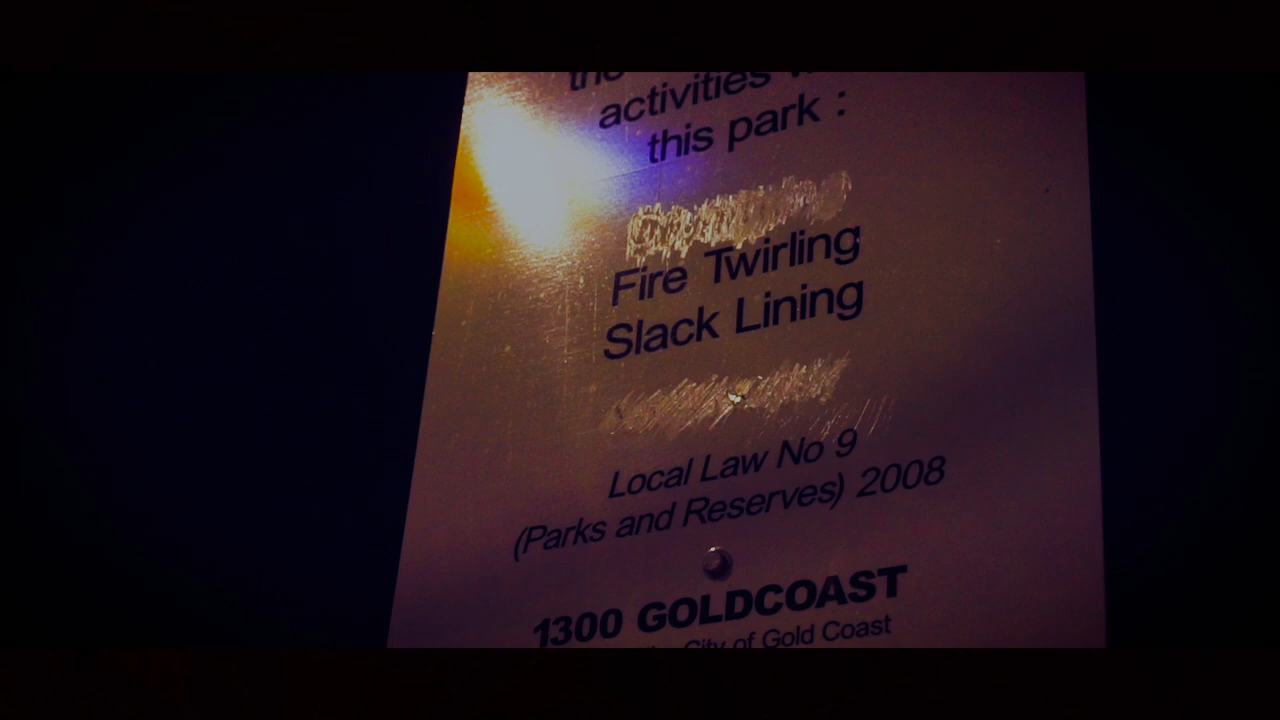 the
activities
this park :
Fire Twirling
Slack Lining
Local Law No 9
(Parks and Reserves) 2008
1300 GOLDCOAST
City of Gold Coast